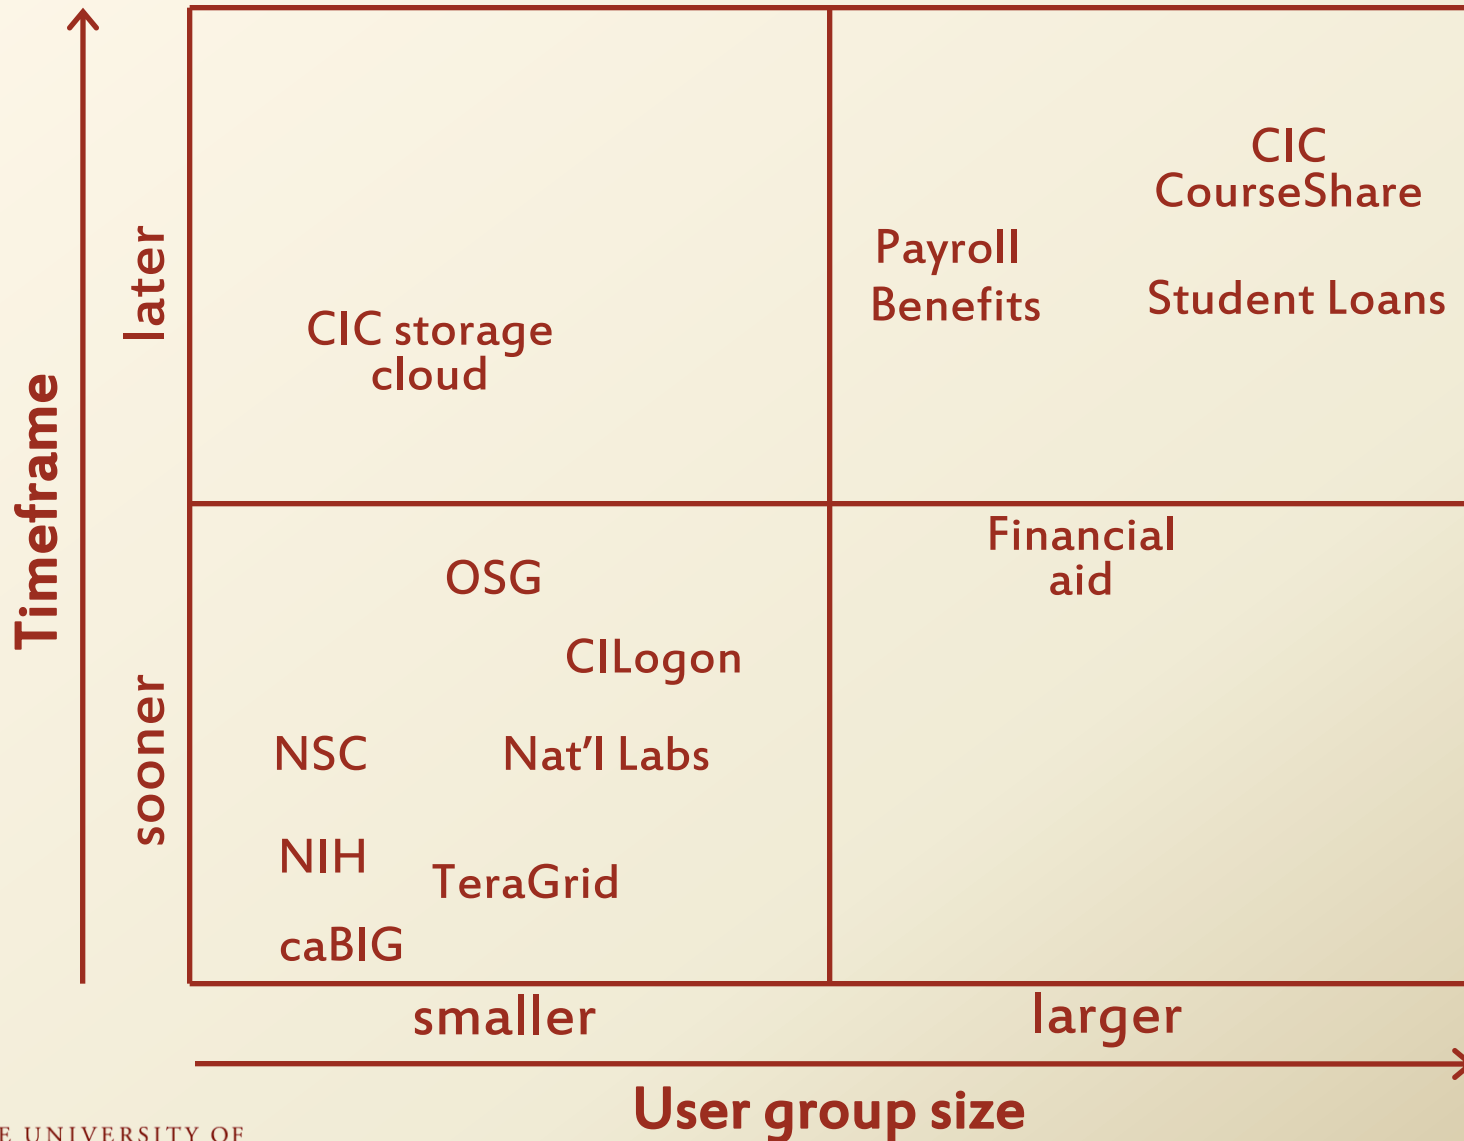 Timeframe
later
sooner
CIC
CourseShare
Payroll
Benefits
Student Loans
CIC storage
cloud
Financial
aid
OSG
CILogon
NSC
Nat'l Labs
NIH
TeraGrid
caBIG
smaller
larger
User group size
UNIVERSITY OF